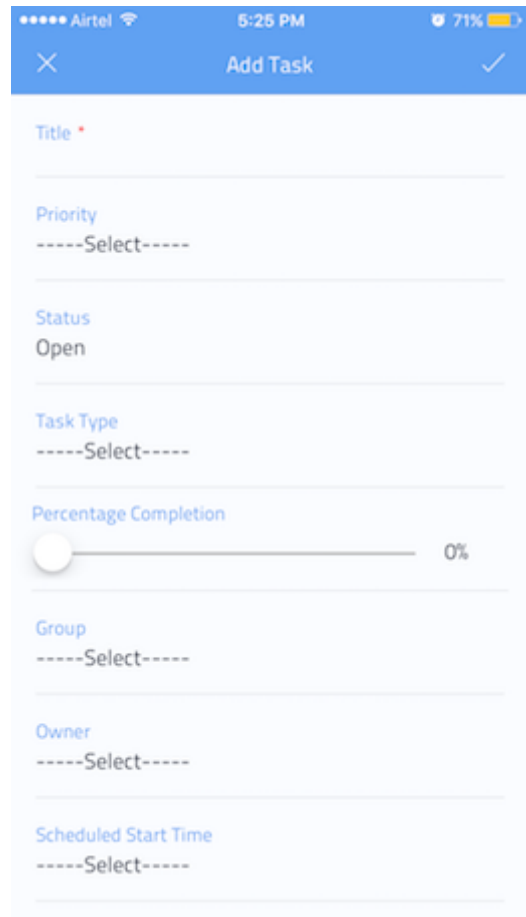 Airtel 5:25 PM 71%
Add Task
Title *
Priority
-----Select-----
Status
Open
Task Type
-----Select-----
Percentage Completion
0%
Group
-----Select-----
Owner
-----Select-----
Scheduled Start Time
-----Select-----